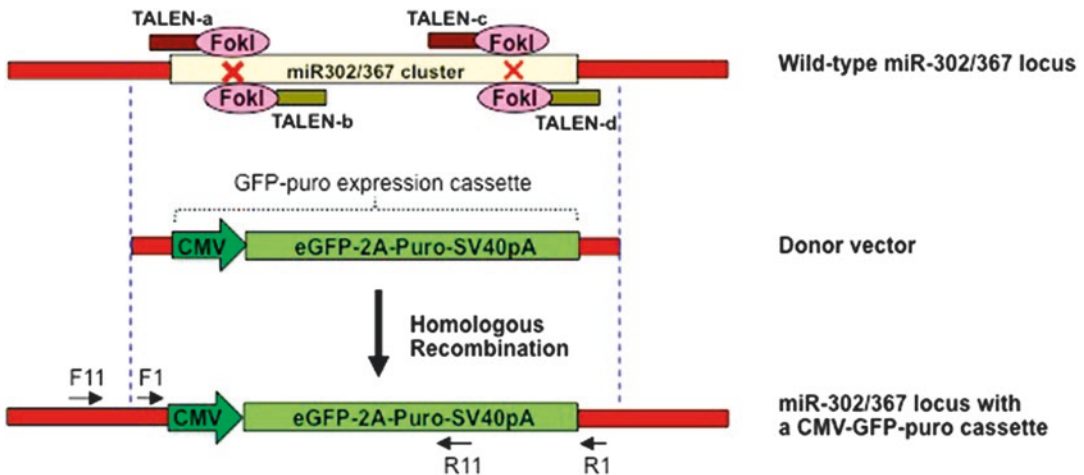 TALEN-a
TALEN-c
FokI
FokI
miR302/367 cluster
Wild-type miR-302/367 locus
FokI
FokI
TALEN-b
TALEN-d
GFP-puro expression cassette
CMV
eGFP-2A-Puro-SV40pA
Donor vector
Homologous
Recombination
F11
F1
CMV
eGFP-2A-Puro-SV40pA
miR-302/367 locus with
a CMV-GFP-puro cassette
R11
R1